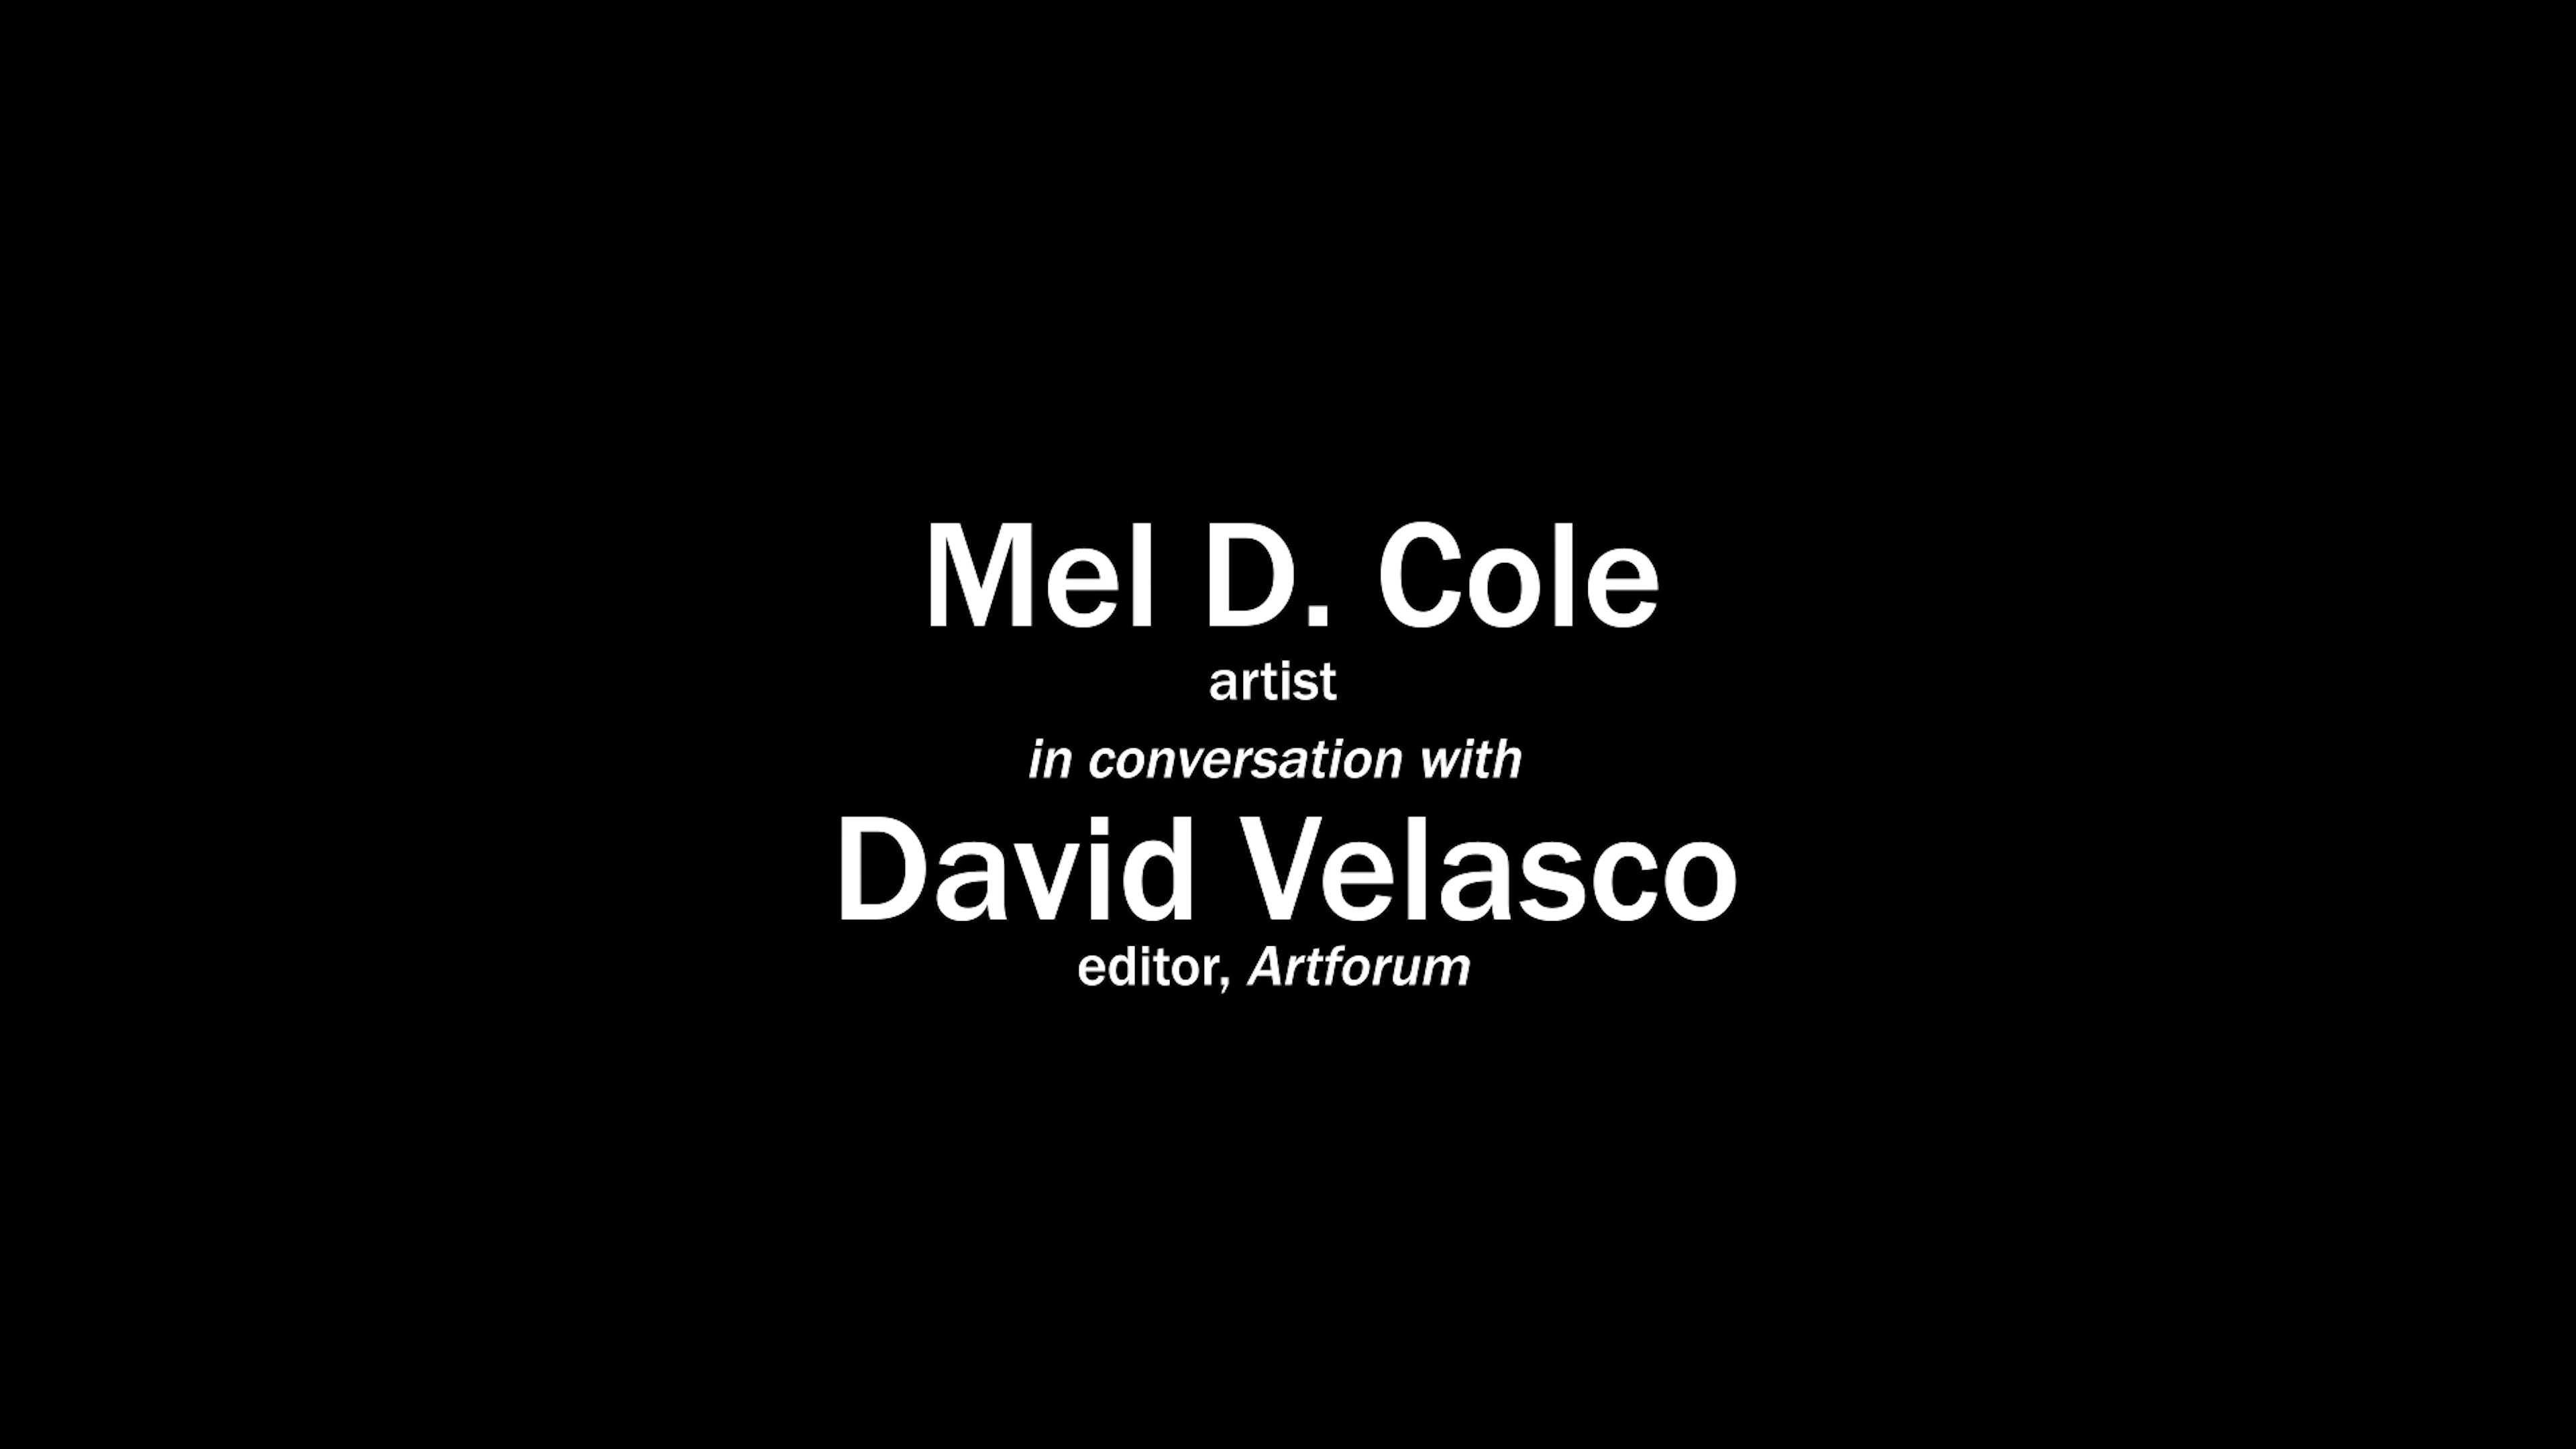 Mel D. Cole
artist
in conversation with
David Velasco
editor, Artforum